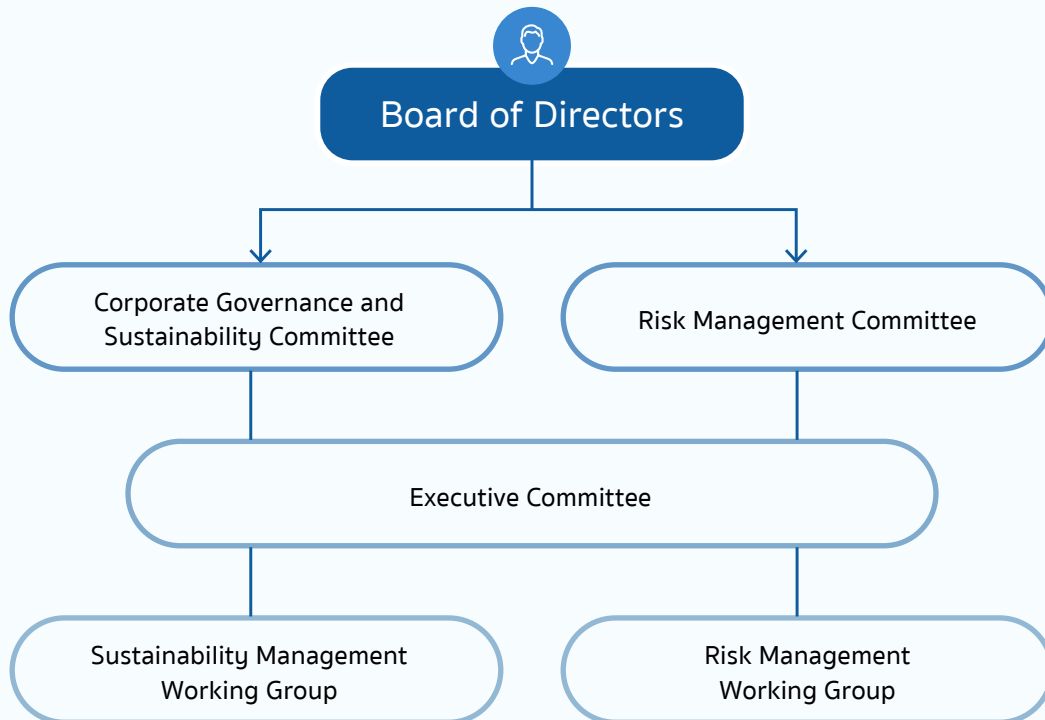 Board of Directors
Corporate Governance and
Sustainability Committee
Risk Management Committee
Executive Committee
Sustainability Management
Working Group
Risk Management
Working Group